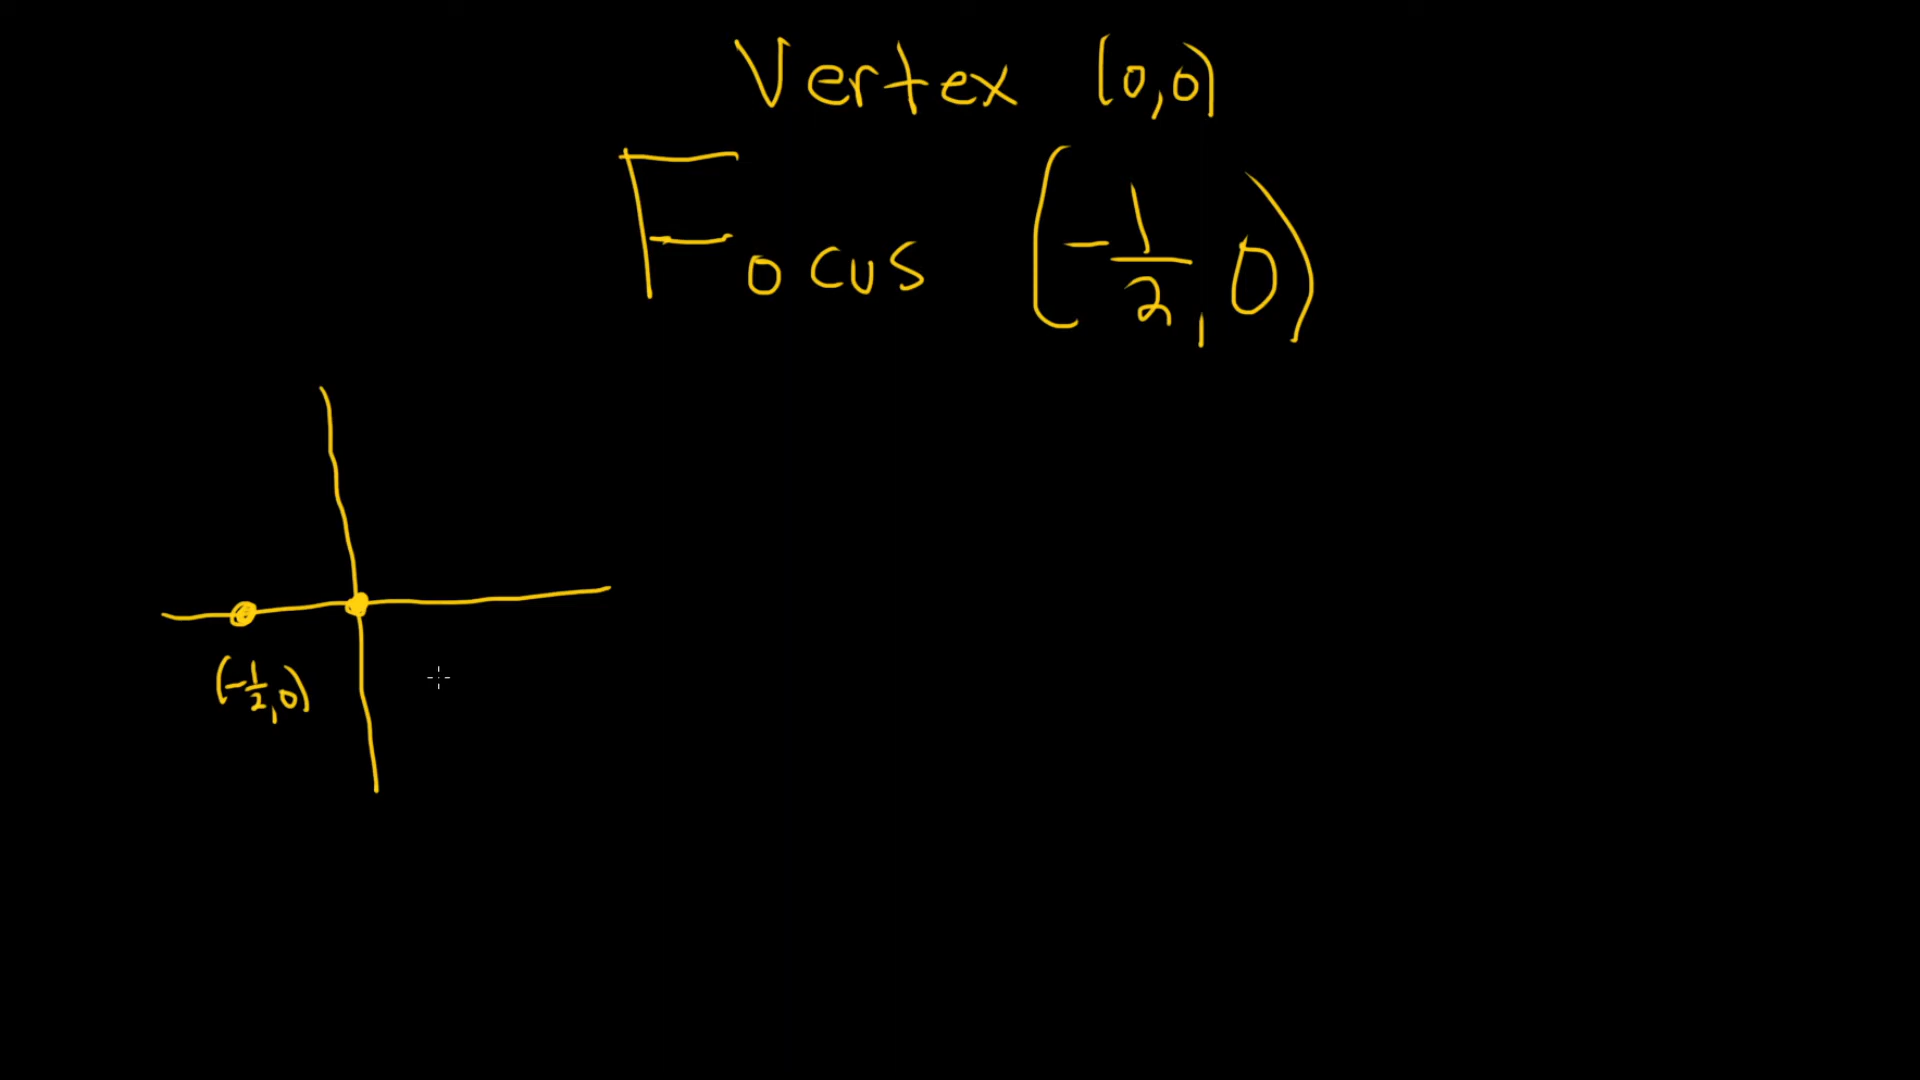 Vertex (0,0)
Focus (-1/2, 0)
(-1/2, 0)